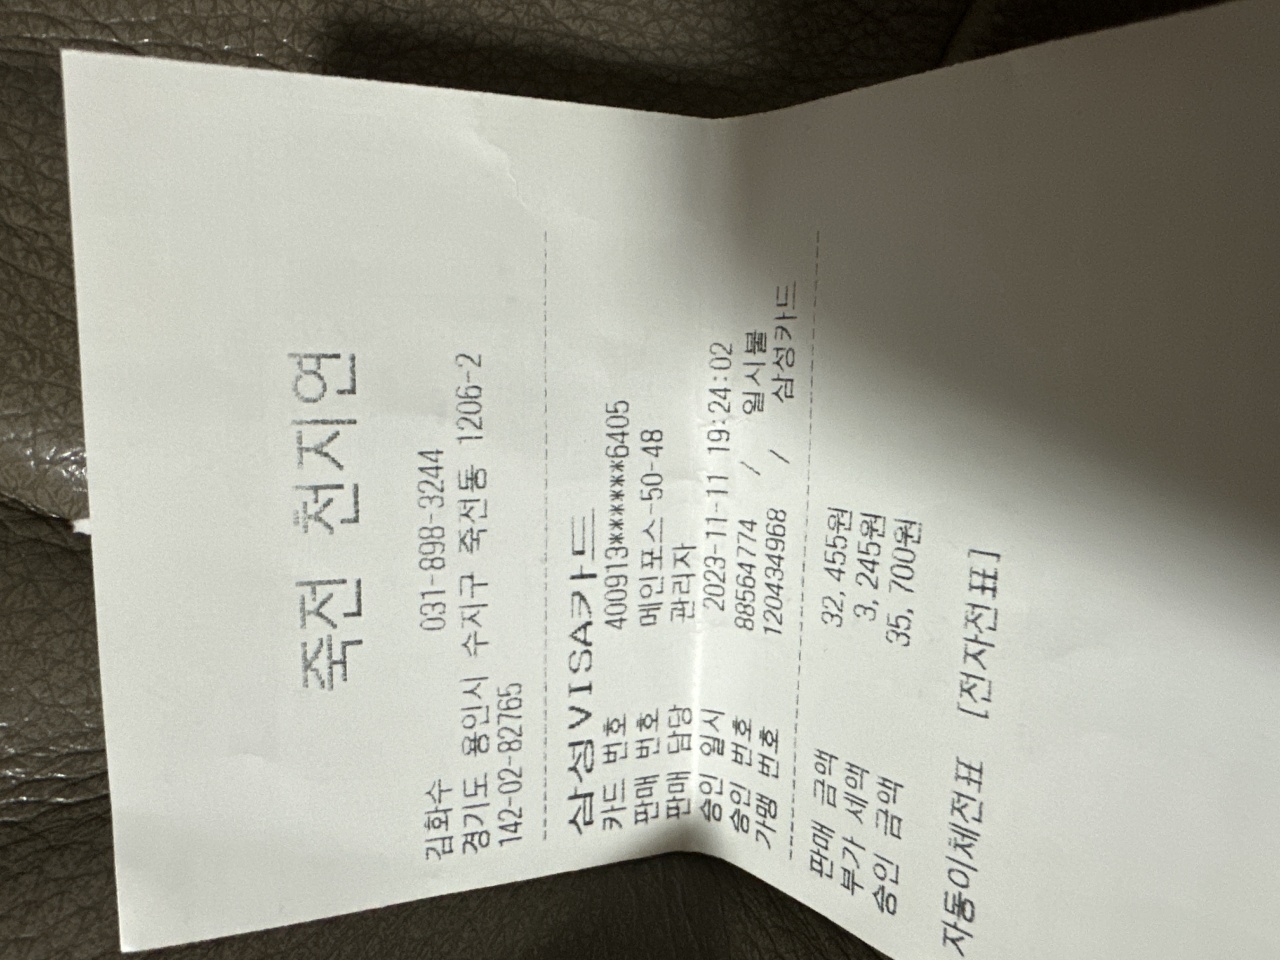 죽전 천지연
김화수 031-898-3244
경기도 용인시 수지구 죽전동 1206-2
142-02-82765
삼성VISA카드
카드 번호 400913******6405
판매 번호 메인포스-50-48
판매 담당 관리자
승인 일시 2023-11-11 19:24:02
승인 번호 88564774 / 일시불
가맹 번호 120434968 / 삼성카드
판매 금액 32,455원
부가 세액 3,245원
승인 금액 35,700원
자동이체전표 [전자전표]